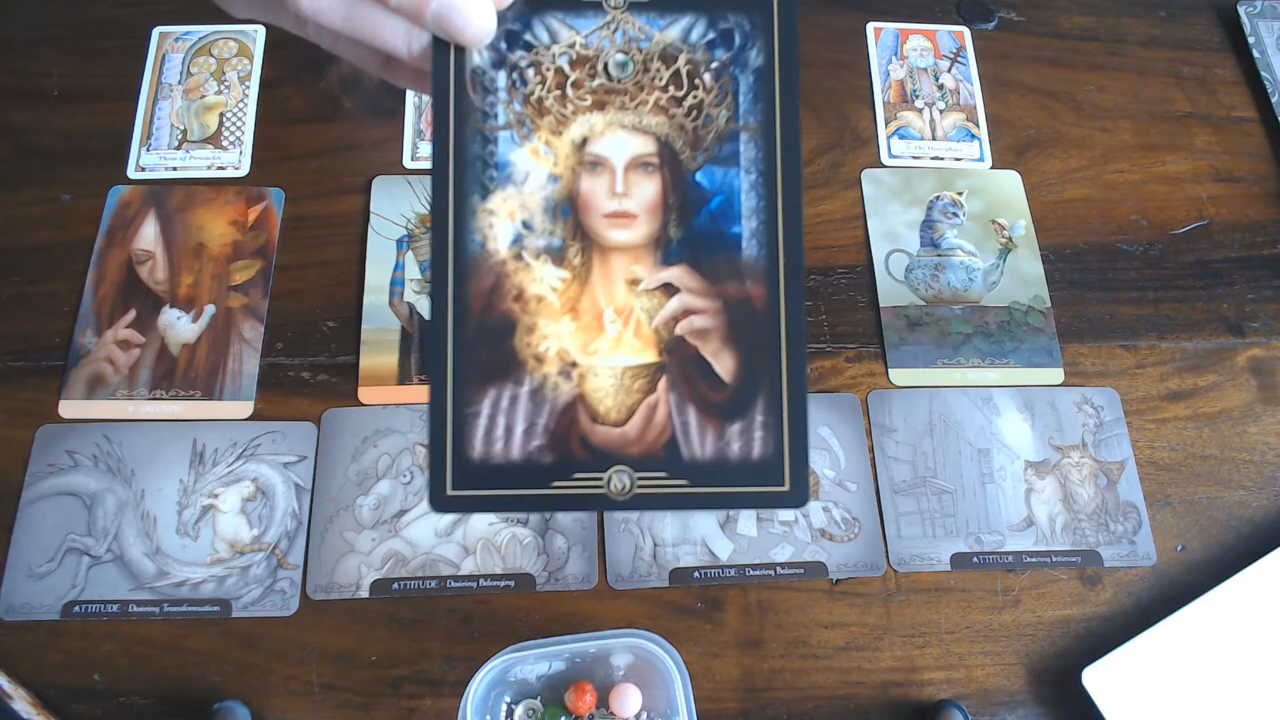 Three of Pentacles
V The Hierophant
ATTITUDE - Desiring Transformation
ATTITUDE - Desiring Belonging
ATTITUDE - Desiring Balance
ATTITUDE - Desiring Intimacy